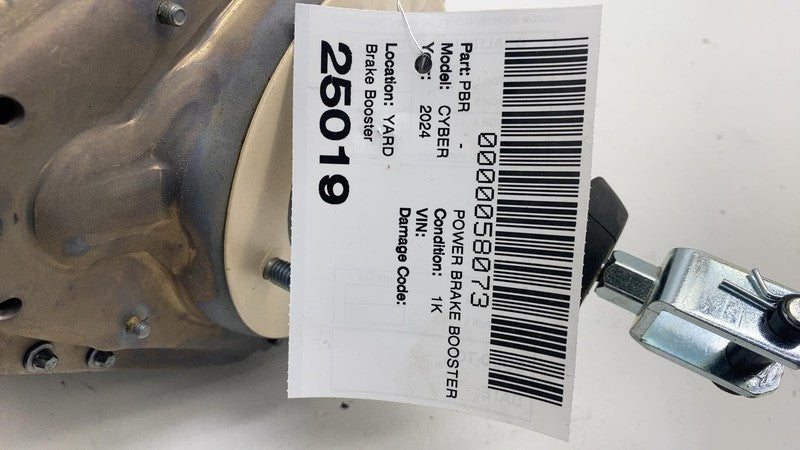 0000058073
Part: PBR - POWER BRAKE BOOSTER
Model: CYBER Condition: 1K
Year: 2024 VIN:
Damage Code:
Location: YARD
Brake Booster
25019